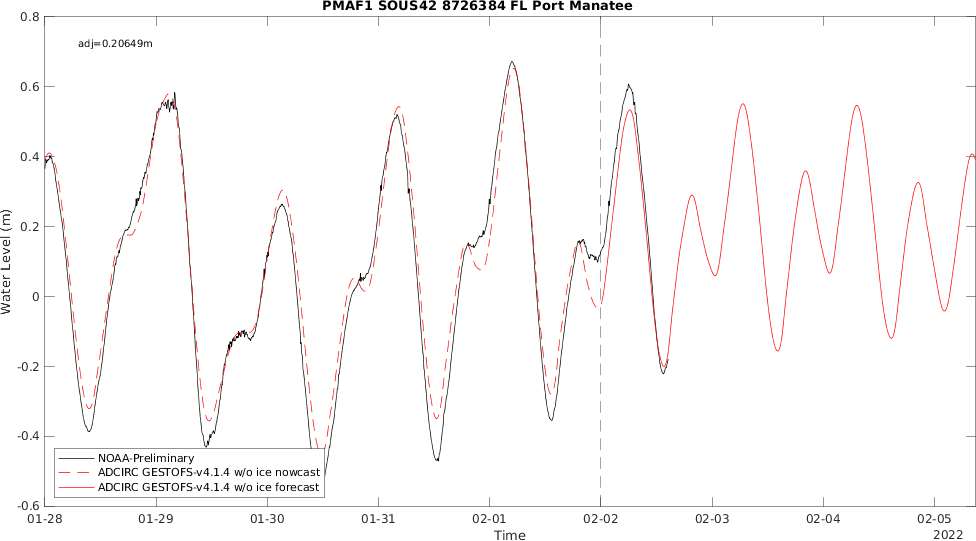 PMAF1 SOUS42 8726384 FL Port Manatee
adj=0.20649m
0.8
0.6
0.4
0.2
0
-0.2
-0.4
-0.6
Water Level (m)
NOAA-Preliminary
ADCIRC GESTOFS-v4.1.4 w/o ice nowcast
ADCIRC GESTOFS-v4.1.4 w/o ice forecast
01-28 01-29 01-30 01-31 02-01 02-02 02-03 02-04 02-05
Time
2022